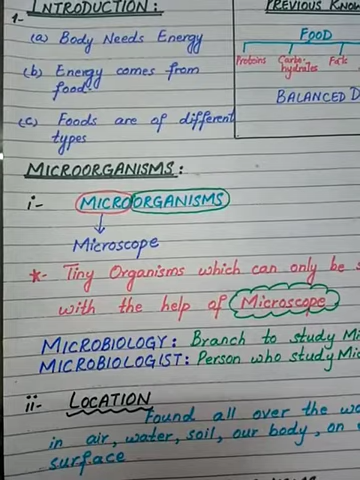 INTRODUCTION:
1-
(a) Body Needs Energy
(b) Energy comes from
food
(c) Foods are of different
types
PREVIOUS
FOOD
Proteins Carbo-
hydrates Fats
BALANCED D
MICROORGANISMS:
i- MICROORGANISMS
Microscope
*- Tiny Organisms which can only be
with the help of Microscope
MICROBIOLOGY: Branch to study Mi
MICROBIOLOGIST: Person who study Mic
ii- LOCATION
Found all over the wo
in air, water, soil, our body, on
surface